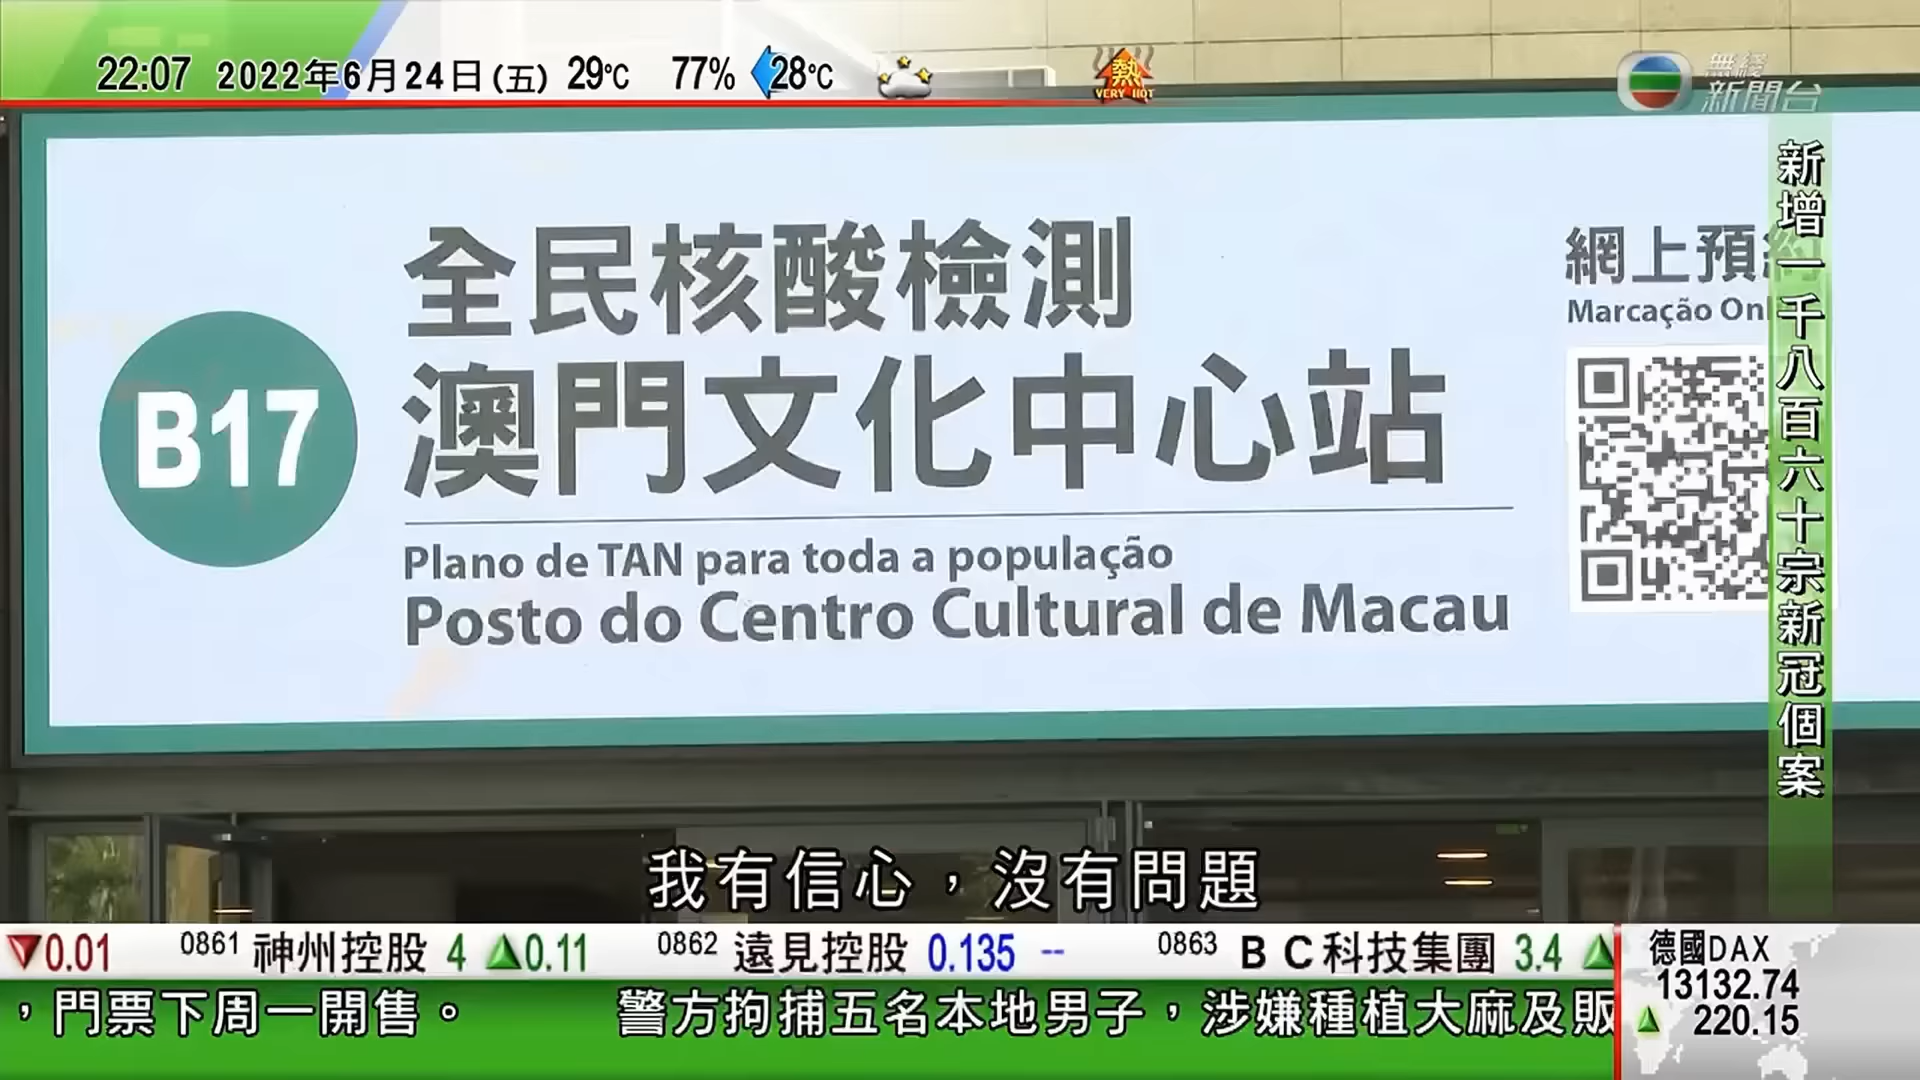 22:07 2022年6月24日(五) 29℃ 77% 28℃
熱
VERY HOT
無綫
新聞台
新增一千八百六十宗新冠個案
B17
全民核酸檢測
澳門文化中心站
Plano de TAN para toda a população
Posto do Centro Cultural de Macau
網上預
Marcação Onl
我有信心，沒有問題
▼0.01 0861 神州控股 4 ▲0.11 0862 遠見控股 0.135 -- 0863 BC科技集團 3.4 ▲
，門票下周一開售。 警方拘捕五名本地男子，涉嫌種植大麻及販
德國DAX
13132.74
▲ 220.15